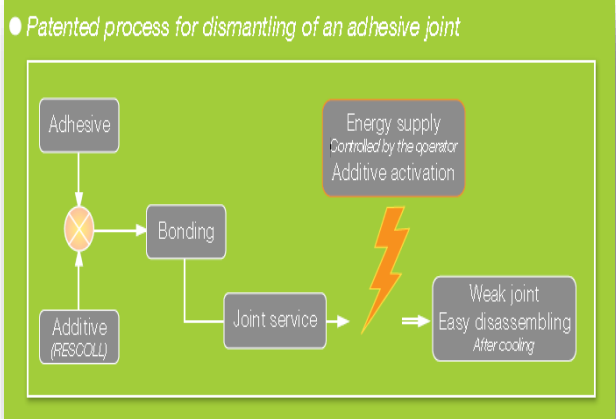 Patented process for dismantling of an adhesive joint
Adhesive
Energy supply
Controlled by the operator
Additive activation
Bonding
Additive
(RESCOLL)
Joint service
Weak joint
Easy disassembling
After cooling